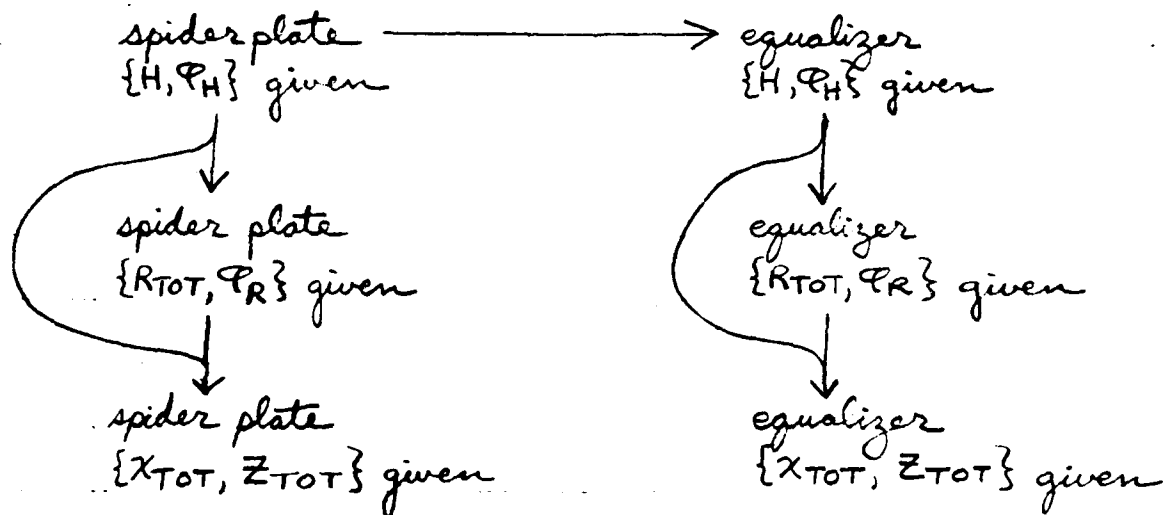 spider plate
{H, φH} given
equalizer
{H, φH} given
spider plate
{RTOT, φR} given
equalizer
{RTOT, φR} given
spider plate
{XTOT, ZTOT} given
equalizer
{XTOT, ZTOT} given